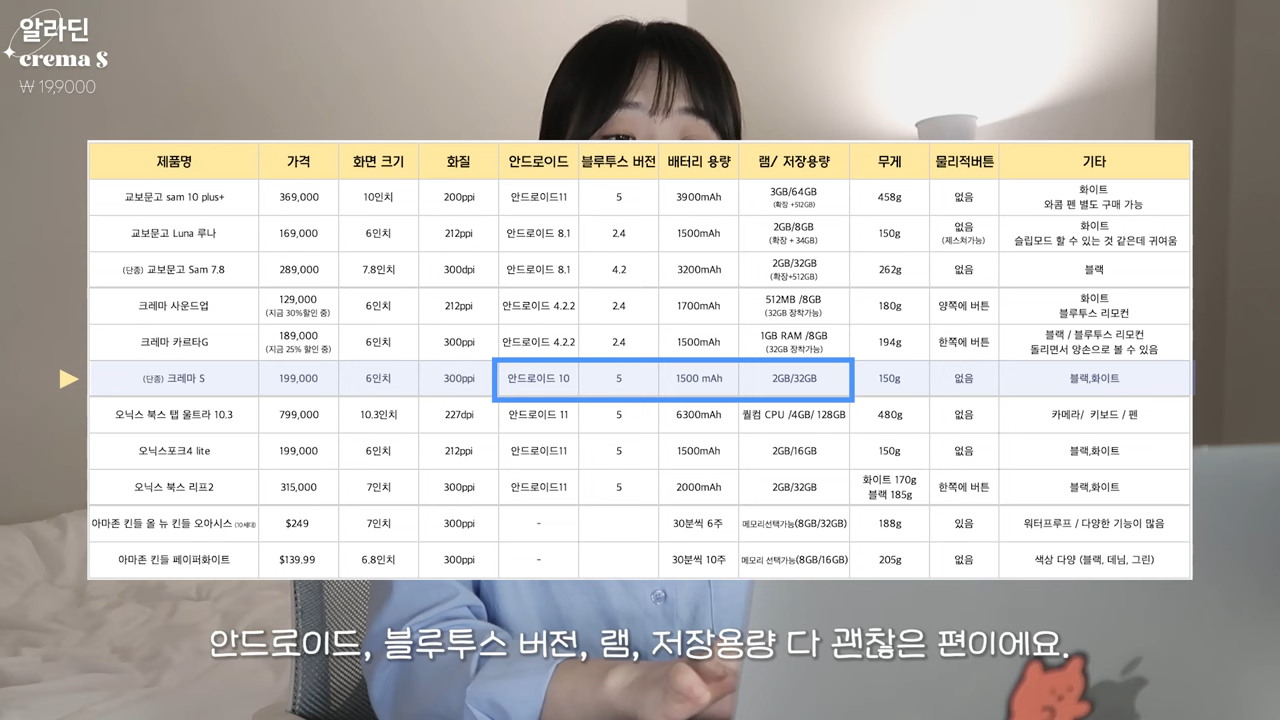 알라딘
crema S
₩ 19,9000
제품명 가격 화면 크기 화질 안드로이드 블루투스 버전 배터리 용량 램/ 저장용량 무게 물리적버튼 기타
교보문고 sam 10 plus+ 369,000 10인치 200ppi 안드로이드11 5 3900mAh 3GB/64GB (확장 +512GB) 458g 없음 화이트 와콤 펜 별도 구매 가능
교보문고 Luna 루나 169,000 6인치 212ppi 안드로이드 8.1 2.4 1500mAh 2GB/8GB (확장 + 34GB) 150g 없음 (제스처가능) 화이트 슬립모드 할 수 있는 것 같은데 귀여움
(단종) 교보문고 Sam 7.8 289,000 7.8인치 300dpi 안드로이드 8.1 4.2 3200mAh 2GB/32GB (확장+512GB) 262g 없음 블랙
크레마 사운드업 129,000 (지금 30%할인 중) 6인치 212ppi 안드로이드 4.2.2 2.4 1700mAh 512MB /8GB (32GB 장착가능) 180g 양쪽에 버튼 화이트 블루투스 리모컨
크레마 카르타G 189,000 (지금 25% 할인 중) 6인치 300ppi 안드로이드 4.2.2 2.4 1500mAh 1GB RAM /8GB (32GB 장착가능) 194g 한쪽에 버튼 블랙 / 블루투스 리모컨 돌리면서 양손으로 볼 수 있음
(단종) 크레마 S 199,000 6인치 300ppi 안드로이드 10 5 1500 mAh 2GB/32GB 150g 없음 블랙,화이트
오닉스 북스 탭 울트라 10.3 799,000 10.3인치 227dpi 안드로이드 11 5 6300mAh 퀄컴 CPU /4GB/ 128GB 480g 없음 카메라/ 키보드 / 펜
오닉스포크4 lite 199,000 6인치 212ppi 안드로이드11 5 1500mAh 2GB/16GB 150g 없음 블랙,화이트
오닉스 북스 리프2 315,000 7인치 300ppi 안드로이드11 5 2000mAh 2GB/32GB 화이트 170g 블랙 185g 한쪽에 버튼 블랙,화이트
아마존 킨들 올 뉴 킨들 오아시스 (10세대) $249 7인치 300ppi - 30분씩 6주 메모리선택가능(8GB/32GB) 188g 있음 워터프루프 / 다양한 기능이 많음
아마존 킨들 페이퍼화이트 $139.99 6.8인치 300ppi - 30분씩 10주 메모리 선택가능(8GB/16GB) 205g 없음 색상 다양 (블랙, 데님, 그린)
안드로이드, 블루투스 버전, 램, 저장용량 다 괜찮은 편이에요.